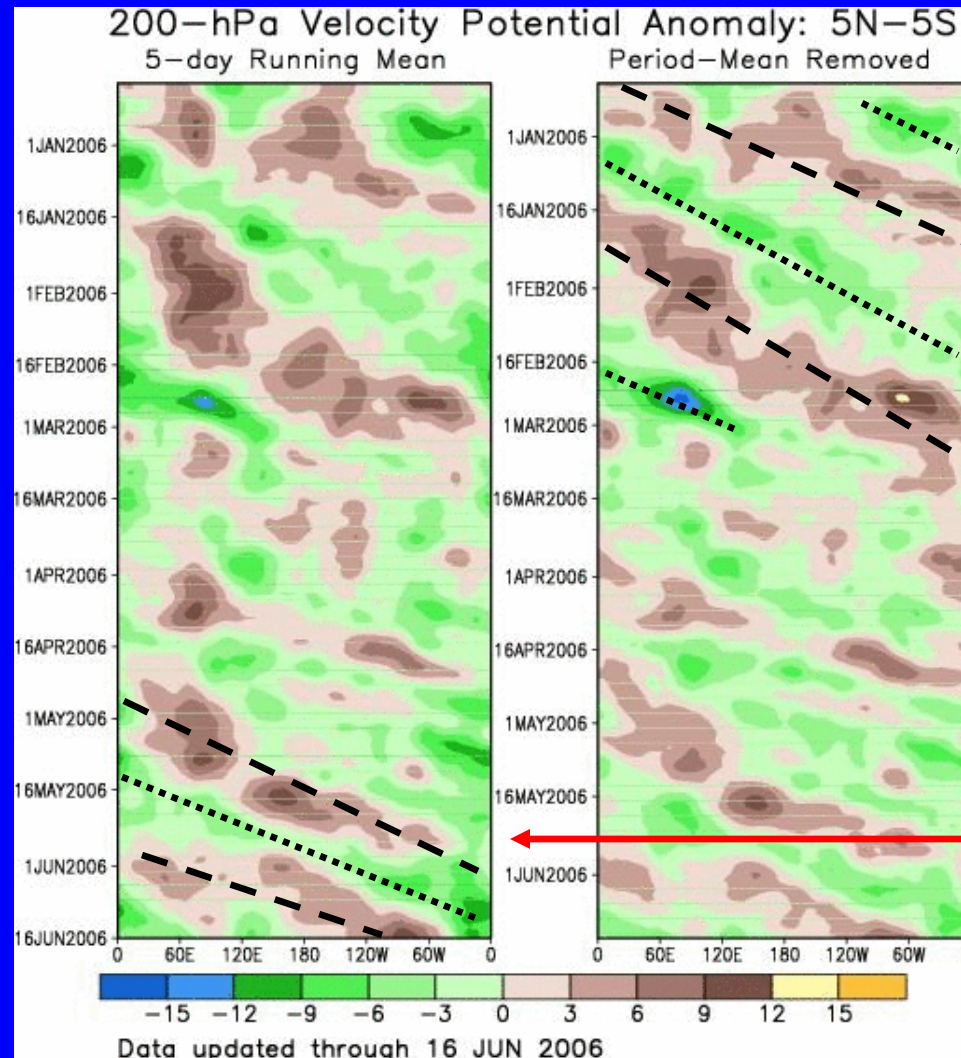 200-hPa Velocity Potential Anomaly: 5N-5S
5-day Running Mean
Period-Mean Removed
1JAN2006
16JAN2006
1FEB2006
16FEB2006
1MAR2006
16MAR2006
1APR2006
16APR2006
1MAY2006
16MAY2006
1JUN2006
16JUN2006
0 60E 120E 180 120W 60W 0
1JAN2006
16JAN2006
1FEB2006
16FEB2006
1MAR2006
16MAR2006
1APR2006
16APR2006
1MAY2006
16MAY2006
1JUN2006
0 60E 120E 180 120W 60W
-15 -12 -9 -6 -3 0 3 6 9 12 15
Data updated through 16 JUN 2006